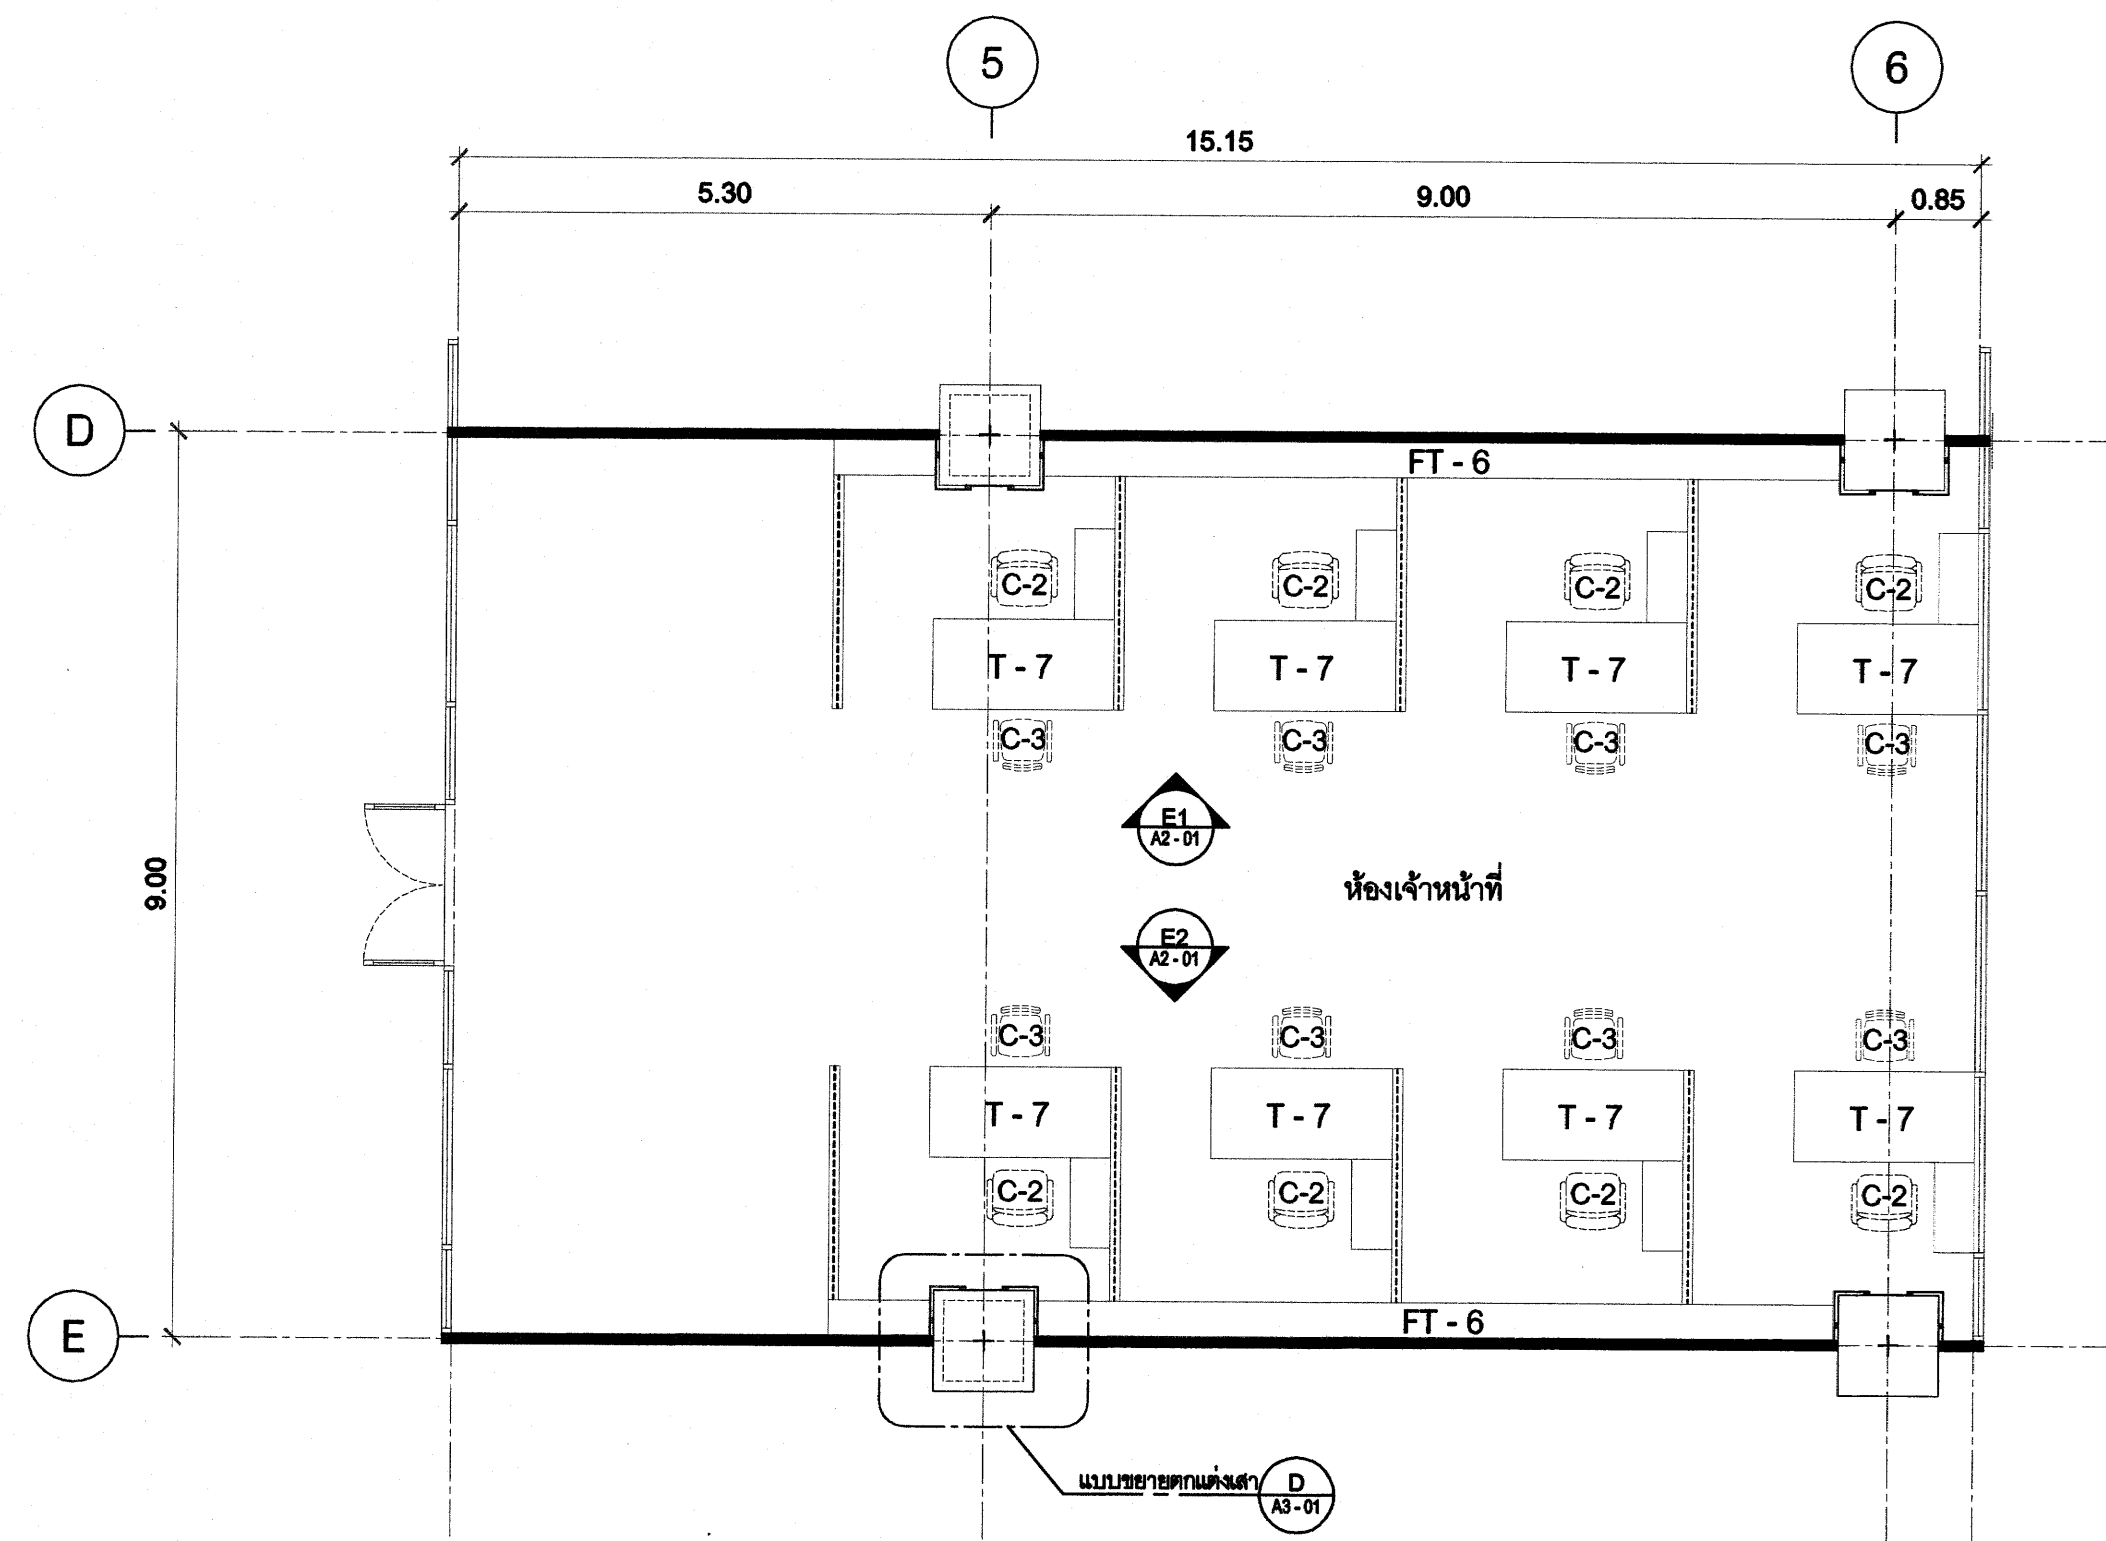 5
6
15.15
5.30
9.00
0.85
D
FT - 6
C-2
C-2
C-2
C-2
T - 7
T - 7
T - 7
T - 7
C-3
C-3
C-3
C-3
E1
A2 - 01
9.00
ห้องเจ้าหน้าที่
E2
A2 - 01
C-3
C-3
C-3
C-3
T - 7
T - 7
T - 7
T - 7
C-2
C-2
C-2
C-2
E
FT - 6
แบบขยายตกแต่งเสา
D
A3 - 01